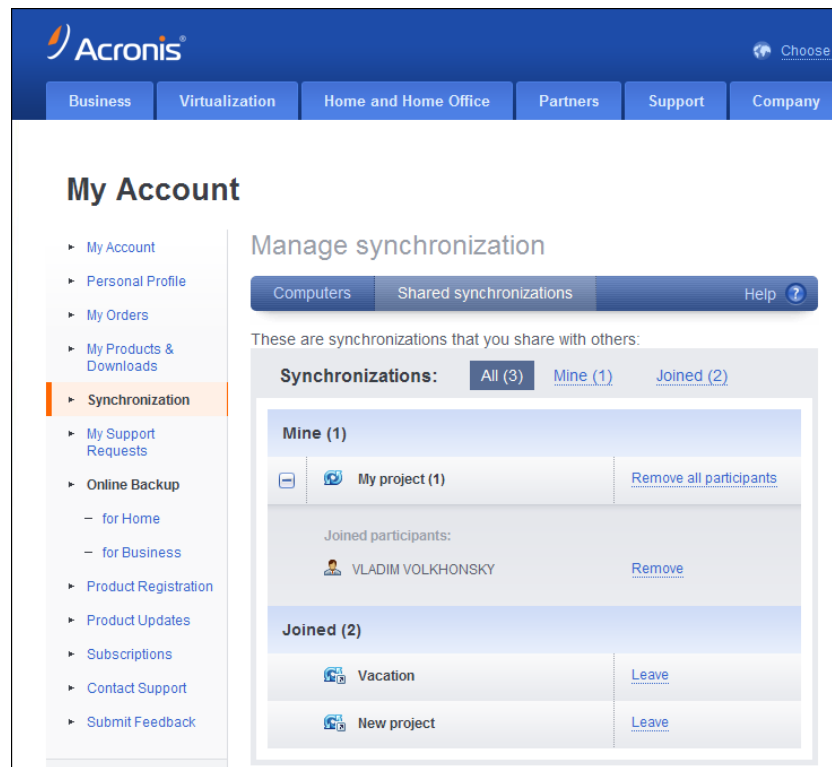 Acronis®
Choose
Business Virtualization Home and Home Office Partners Support Company
My Account
My Account
Personal Profile
My Orders
My Products &
Downloads
Synchronization
My Support
Requests
Online Backup
– for Home
– for Business
Product Registration
Product Updates
Subscriptions
Contact Support
Submit Feedback
Manage synchronization
Computers Shared synchronizations Help ?
These are synchronizations that you share with others:
Synchronizations: All (3) Mine (1) Joined (2)
Mine (1)
My project (1) Remove all participants
Joined participants:
VLADIM VOLKHONSKY Remove
Joined (2)
Vacation Leave
New project Leave